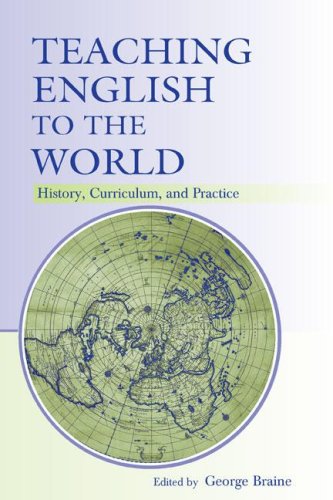 TEACHING
ENGLISH
TO THE
WORLD
History, Curriculum, and Practice
Edited by George Braine